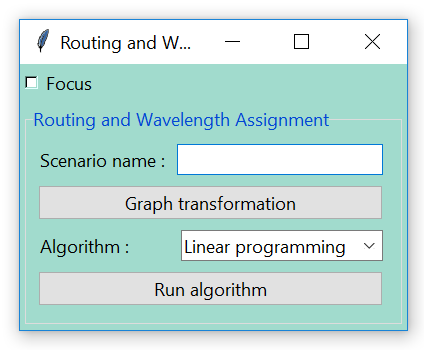 Routing and W...
Focus
Routing and Wavelength Assignment
Scenario name :
Graph transformation
Algorithm :
Linear programming
Run algorithm